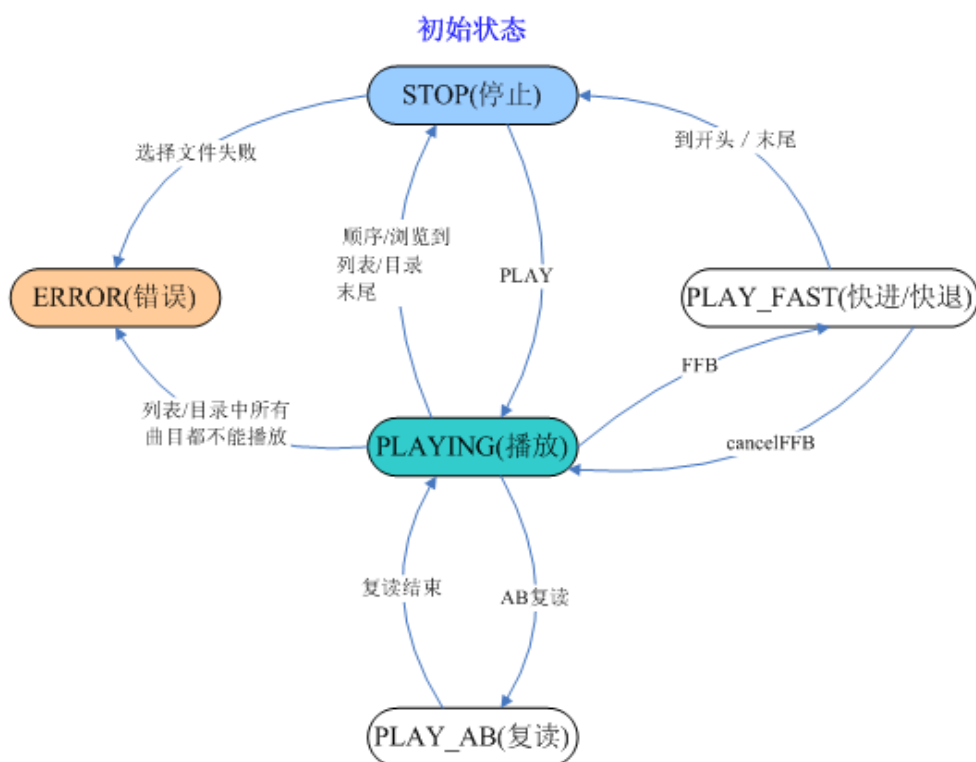 初始状态
STOP(停止)
选择文件失败
到开头／末尾
顺序/浏览到
列表/目录
末尾
PLAY
ERROR(错误)
PLAY_FAST(快进/快退)
FFB
列表/目录中所有
曲目都不能播放
PLAYING(播放)
cancelFFB
复读结束
AB复读
PLAY_AB(复读)